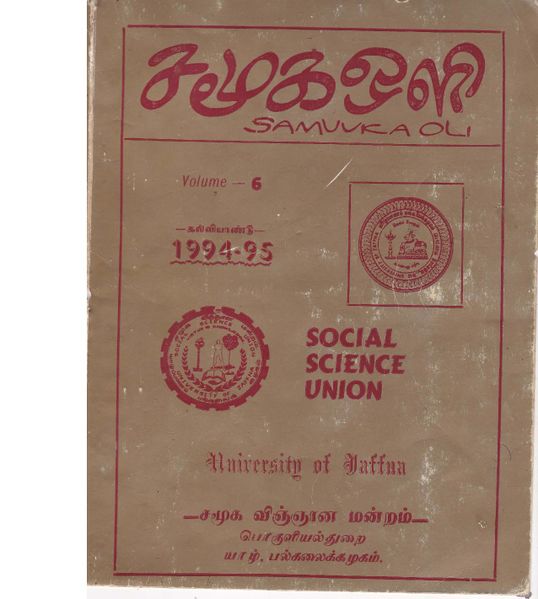 சமூகஒளி
SAMUUKA OLI
Volume - 6
—கல்வியாண்டு—
1994-95
SOCIAL
SCIENCE
UNION
University of Jaffna
—சமூக விஞ்ஞான மன்றம்—
பொருளியல்துறை
யாழ். பல்கலைக்கழகம்.